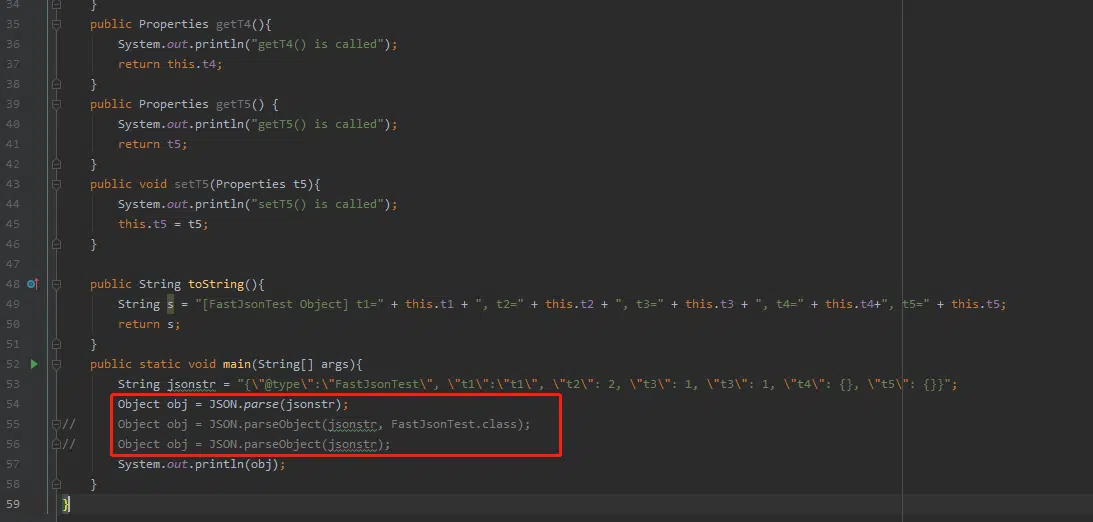 34 }
35 public Properties getT4(){
36 System.out.println("getT4() is called");
37 return this.t4;
38 }
39 public Properties getT5() {
40 System.out.println("getT5() is called");
41 return t5;
42 }
43 public void setT5(Properties t5){
44 System.out.println("setT5() is called");
45 this.t5 = t5;
46 }
47
48 public String toString(){
49 String s = "[FastJsonTest Object] t1=" + this.t1 + ", t2=" + this.t2 + ", t3=" + this.t3 + ", t4=" + this.t4+", t5=" + this.t5;
50 return s;
51 }
52 public static void main(String[] args){
53 String jsonstr = "{\"@type\":\"FastJsonTest\", \"t1\":\"t1\", \"t2\": 2, \"t3\": 1, \"t3\": 1, \"t4\": {}, \"t5\": {}}";
54 Object obj = JSON.parse(jsonstr);
55 // Object obj = JSON.parseObject(jsonstr, FastJsonTest.class);
56 // Object obj = JSON.parseObject(jsonstr);
57 System.out.println(obj);
58 }
59 }